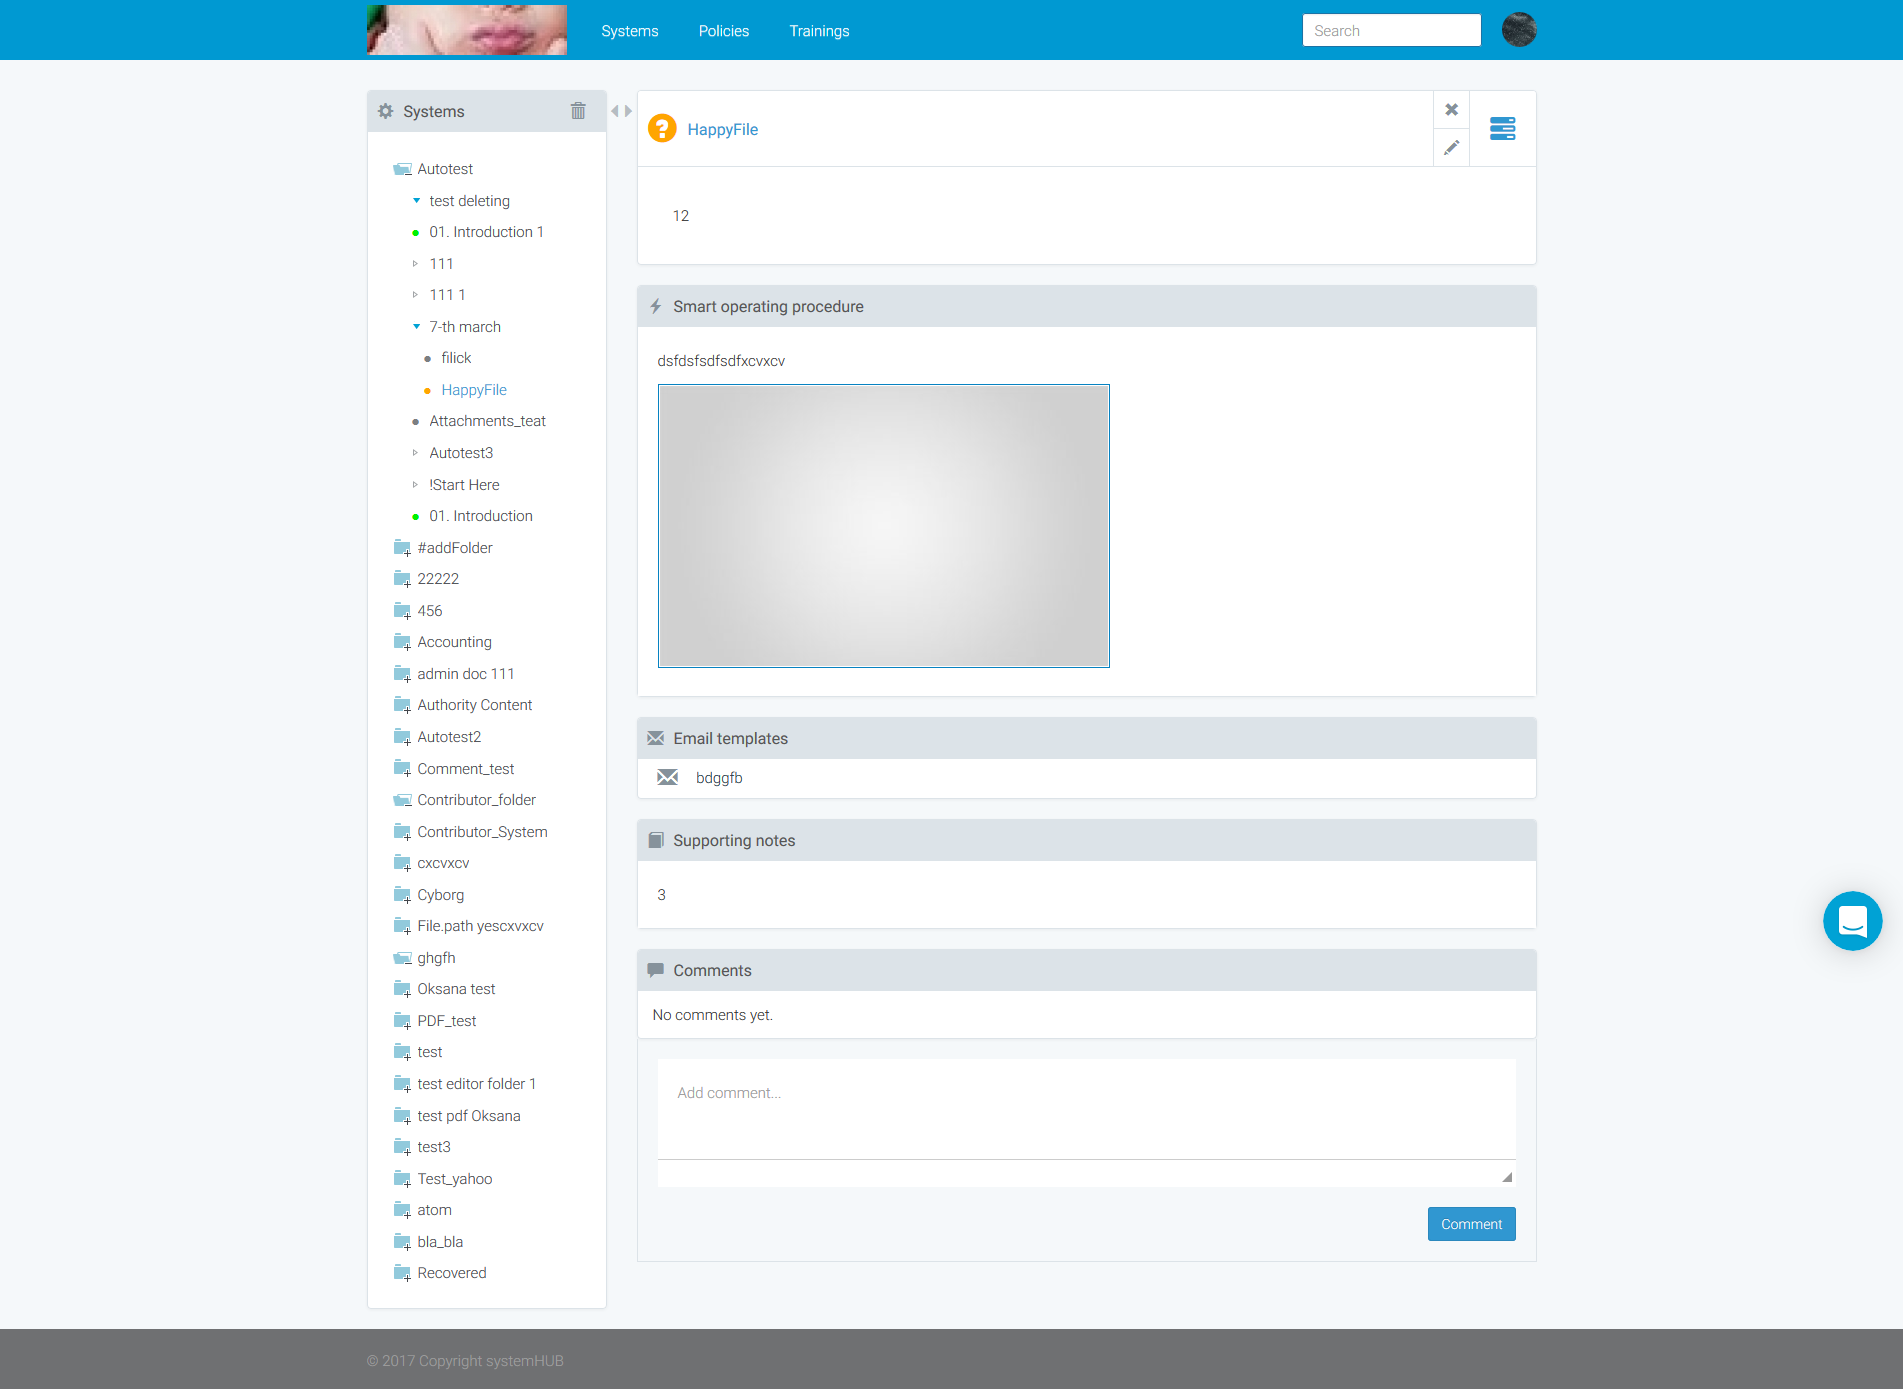 Systems
Policies
Trainings
Search
Systems
Autotest
test deleting
01. Introduction 1
111
111 1
7-th march
filick
HappyFile
Attachments_teat
Autotest3
!Start Here
01. Introduction
#addFolder
22222
456
Accounting
admin doc 111
Authority Content
Autotest2
Comment_test
Contributor_folder
Contributor_System
cxcvxcv
Cyborg
File.path yescxvxcv
ghgfh
Oksana test
PDF_test
test
test editor folder 1
test pdf Oksana
test3
Test_yahoo
atom
bla_bla
Recovered
HappyFile
12
Smart operating procedure
dsfdsfsdfsdfxcvxcv
Email templates
bdggfb
Supporting notes
3
Comments
No comments yet.
Add comment...
Comment
© 2017 Copyright systemHUB